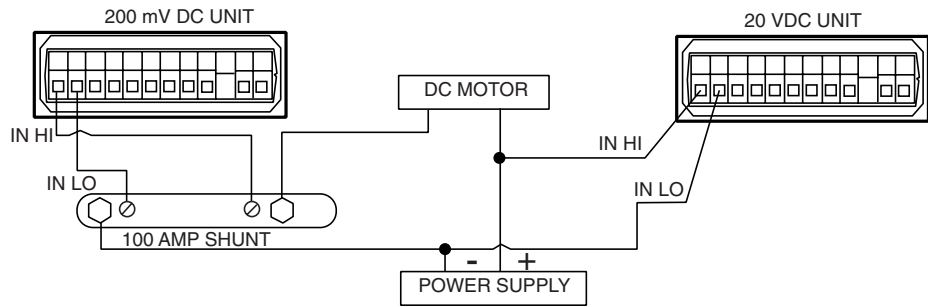 200 mV DC UNIT
20 VDC UNIT
DC MOTOR
IN HI
IN HI
IN LO
IN LO
100 AMP SHUNT
- +
POWER SUPPLY